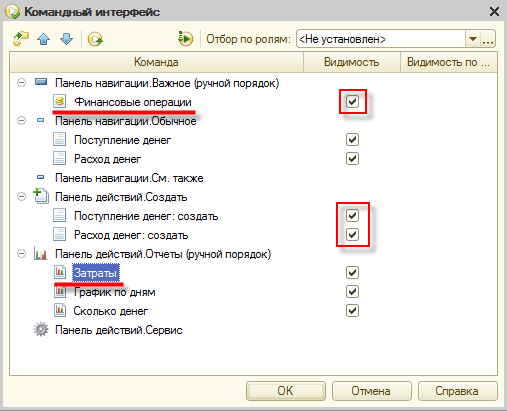 Командный интерфейс
Отбор по ролям: <Не установлен>
Команда Видимость Видимость по ...
Панель навигации.Важное (ручной порядок)
Финансовые операции
Панель навигации.Обычное
Поступление денег
Расход денег
Панель навигации.См. также
Панель действий.Создать
Поступление денег: создать
Расход денег: создать
Панель действий.Отчеты (ручной порядок)
Затраты
График по дням
Сколько денег
Панель действий.Сервис
OK Отмена Справка